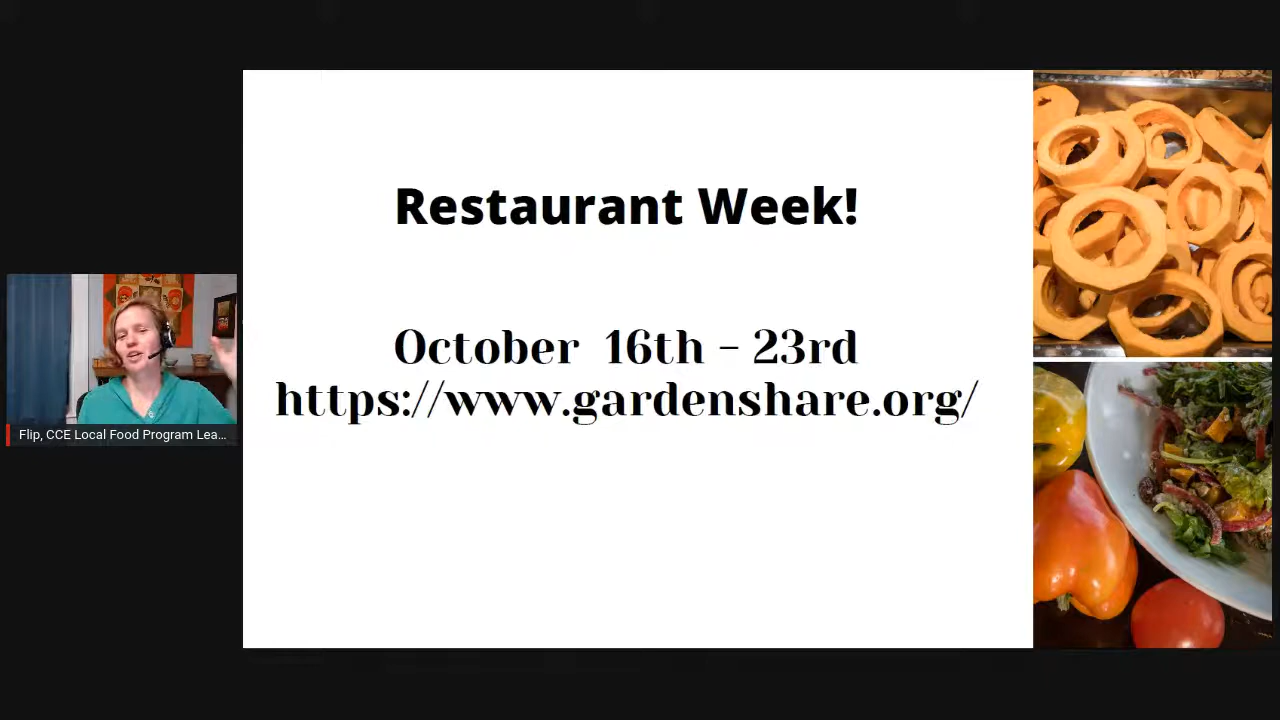 Restaurant Week!
October 16th - 23rd
https://www.gardenshare.org/
Flip, CCE Local Food Program Lea...